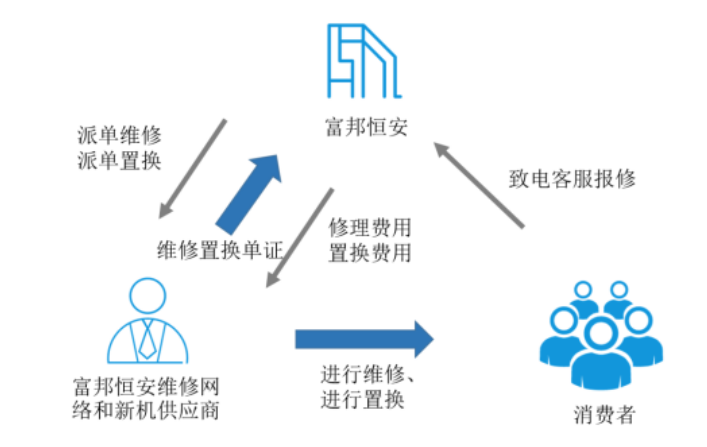 富邦恒安
派单维修
派单置换
致电客服报修
维修置换单证
修理费用
置换费用
进行维修、
进行置换
富邦恒安维修网
络和新机供应商
消费者